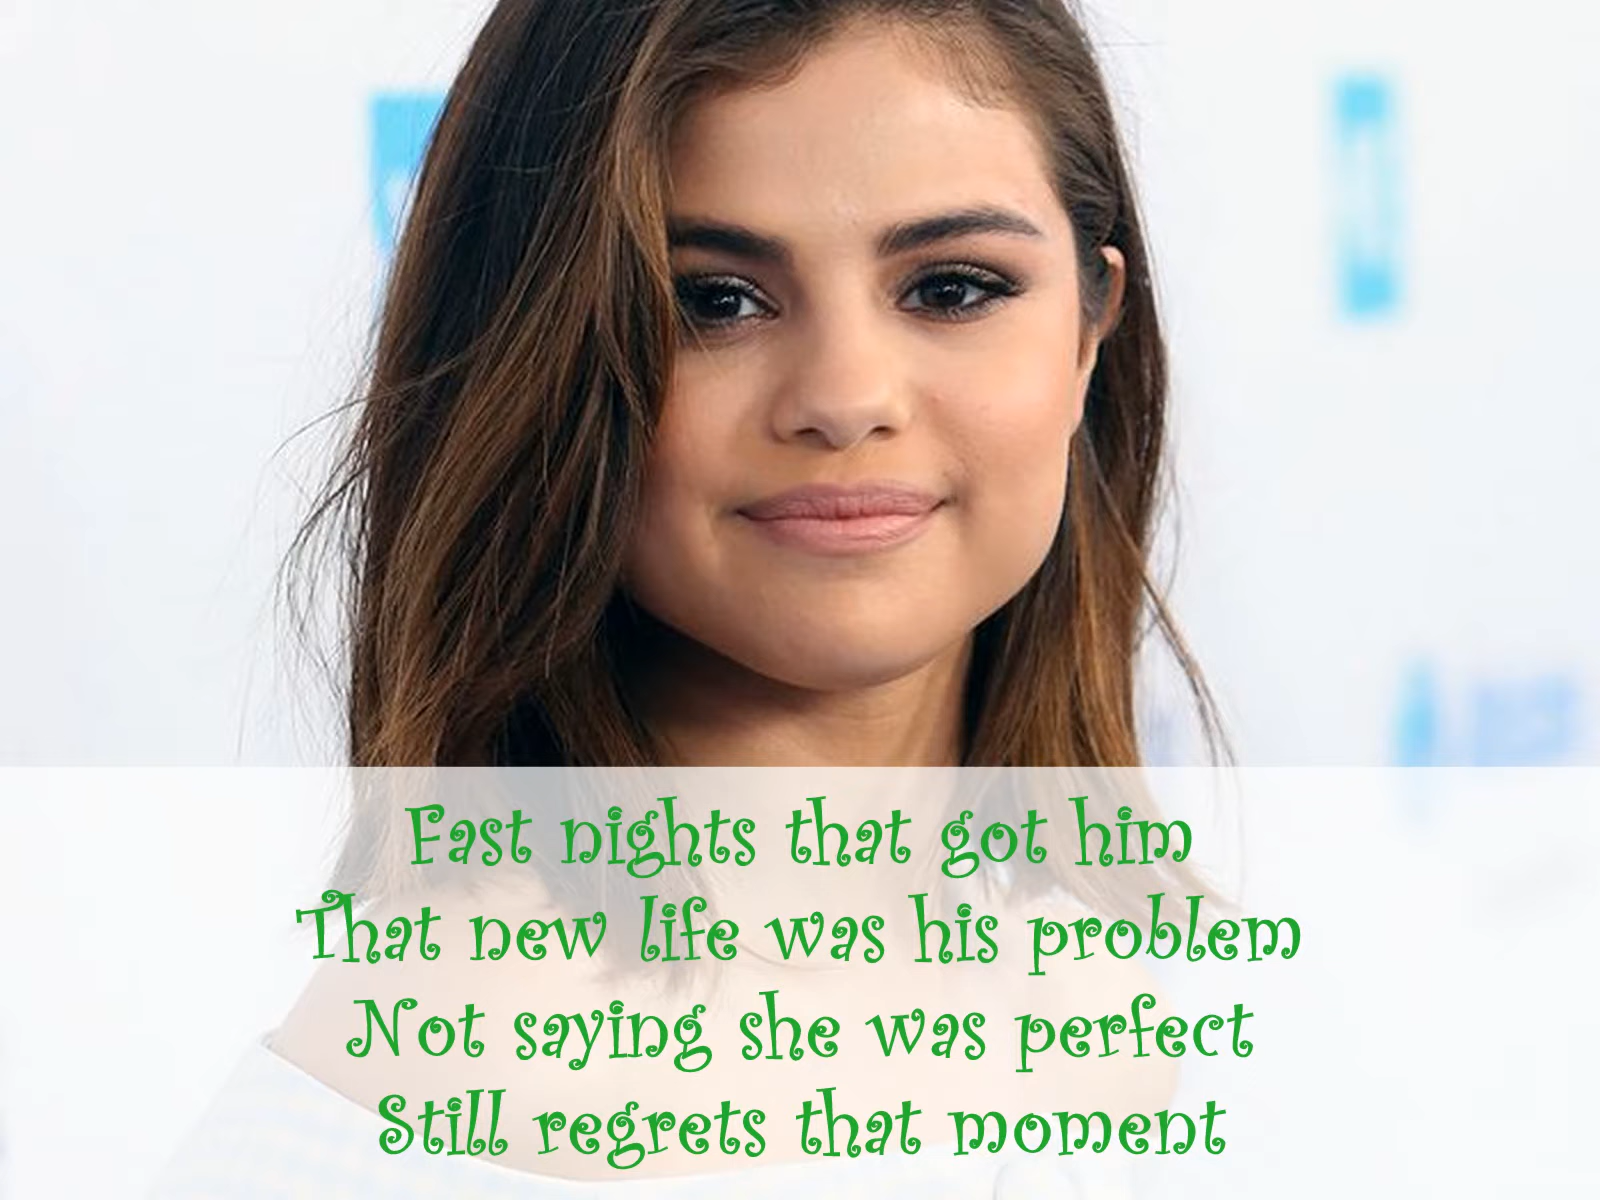 Fast nights that got him
That new life was his problem
Not saying she was perfect
Still regrets that moment